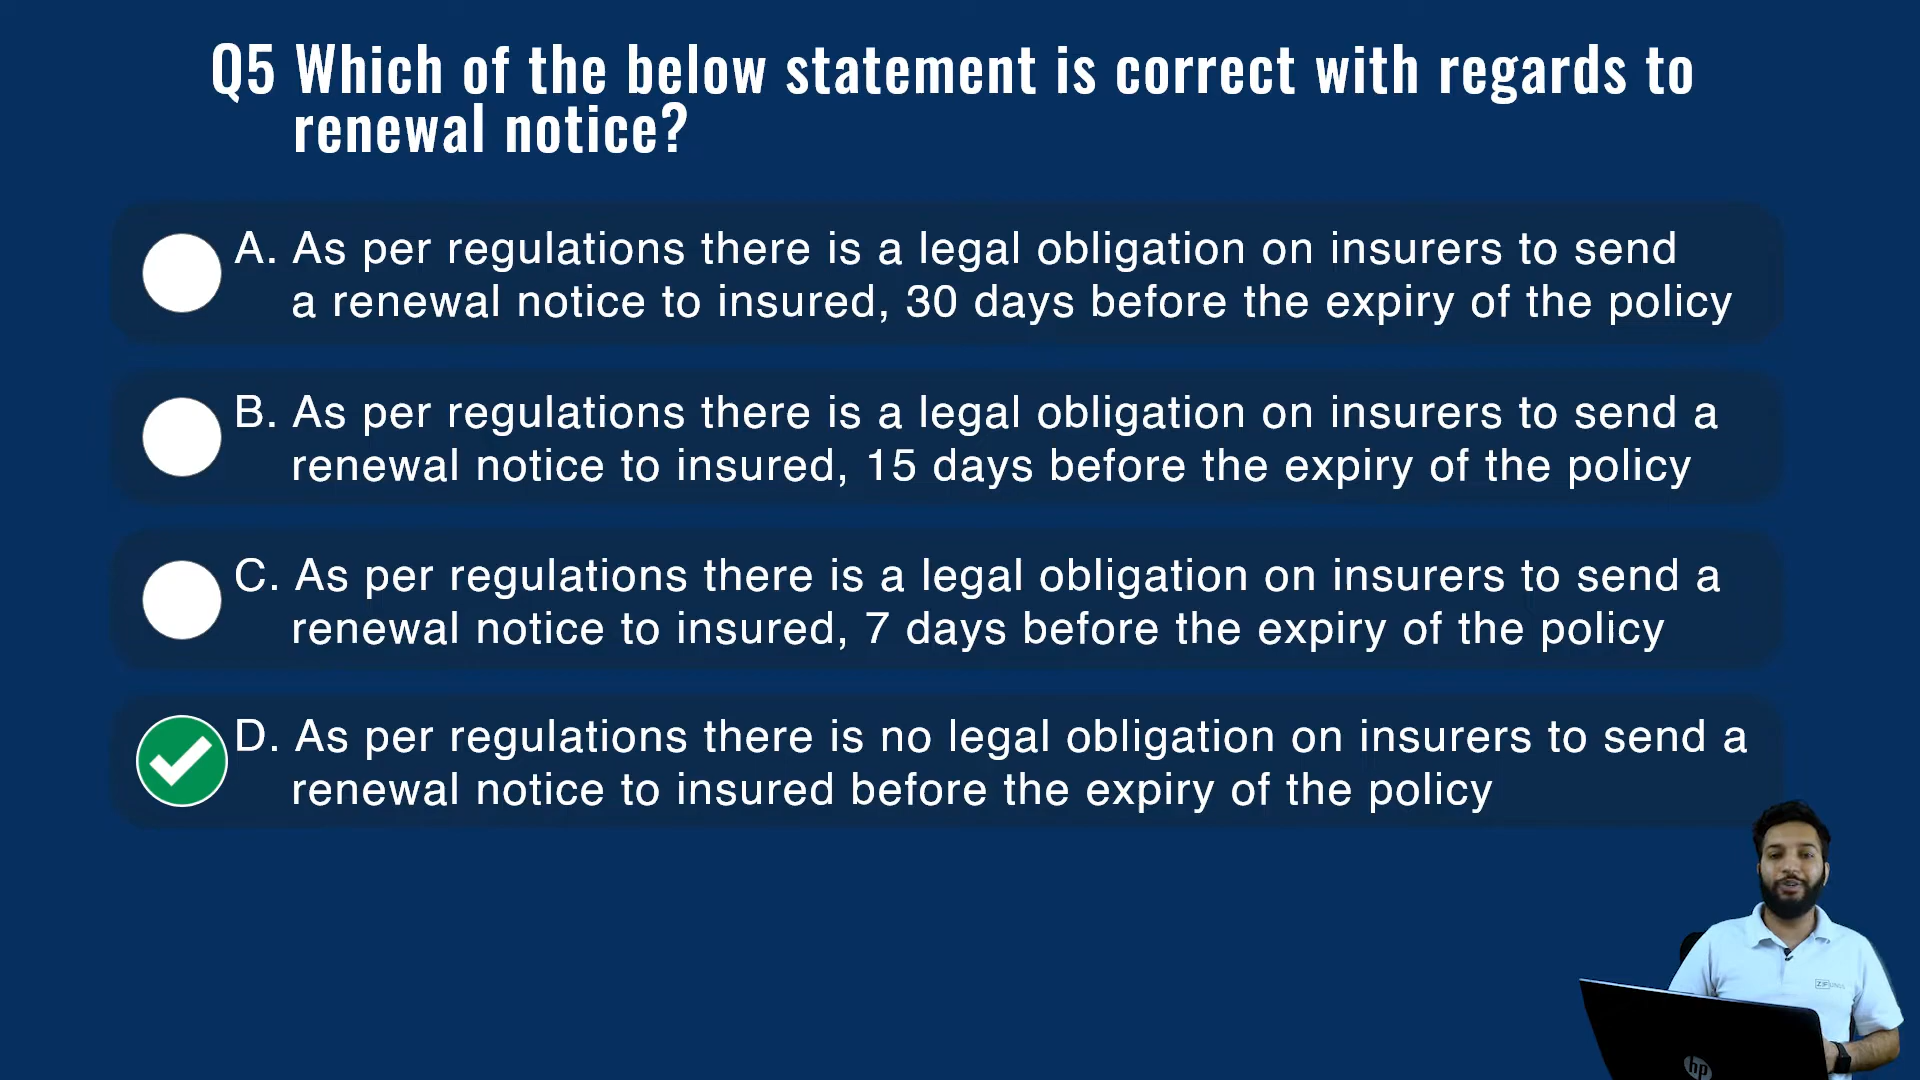 Q5 Which of the below statement is correct with regards to
renewal notice?
A. As per regulations there is a legal obligation on insurers to send
a renewal notice to insured, 30 days before the expiry of the policy
B. As per regulations there is a legal obligation on insurers to send a
renewal notice to insured, 15 days before the expiry of the policy
C. As per regulations there is a legal obligation on insurers to send a
renewal notice to insured, 7 days before the expiry of the policy
D. As per regulations there is no legal obligation on insurers to send a
renewal notice to insured before the expiry of the policy
hp